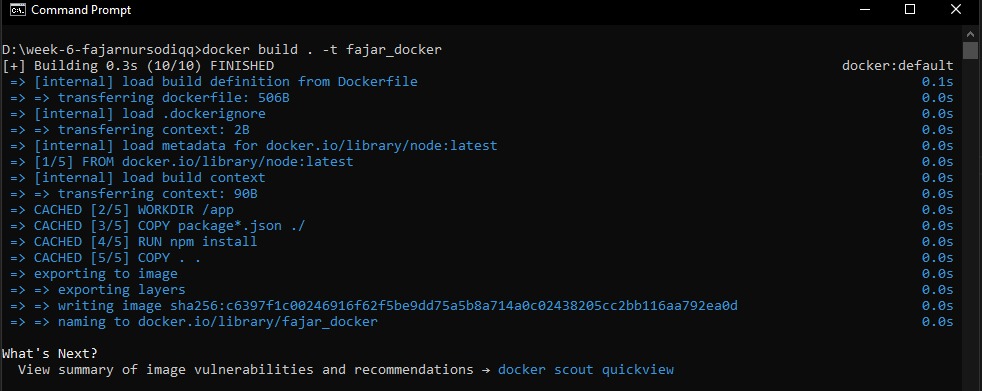 Command Prompt
D:\week-6-fajarnursodiqq>docker build . -t fajar_docker
[+] Building 0.3s (10/10) FINISHED docker:default
=> [internal] load build definition from Dockerfile 0.1s
=> => transferring dockerfile: 506B 0.0s
=> [internal] load .dockerignore 0.0s
=> => transferring context: 2B 0.0s
=> [internal] load metadata for docker.io/library/node:latest 0.0s
=> [1/5] FROM docker.io/library/node:latest 0.0s
=> [internal] load build context 0.0s
=> => transferring context: 90B 0.0s
=> CACHED [2/5] WORKDIR /app 0.0s
=> CACHED [3/5] COPY package*.json ./ 0.0s
=> CACHED [4/5] RUN npm install 0.0s
=> CACHED [5/5] COPY . . 0.0s
=> exporting to image 0.0s
=> => exporting layers 0.0s
=> => writing image sha256:c6397f1c00246916f62f5be9dd75a5b8a714a0c02438205cc2bb116aa792ea0d 0.0s
=> => naming to docker.io/library/fajar_docker 0.0s
What's Next?
View summary of image vulnerabilities and recommendations → docker scout quickview